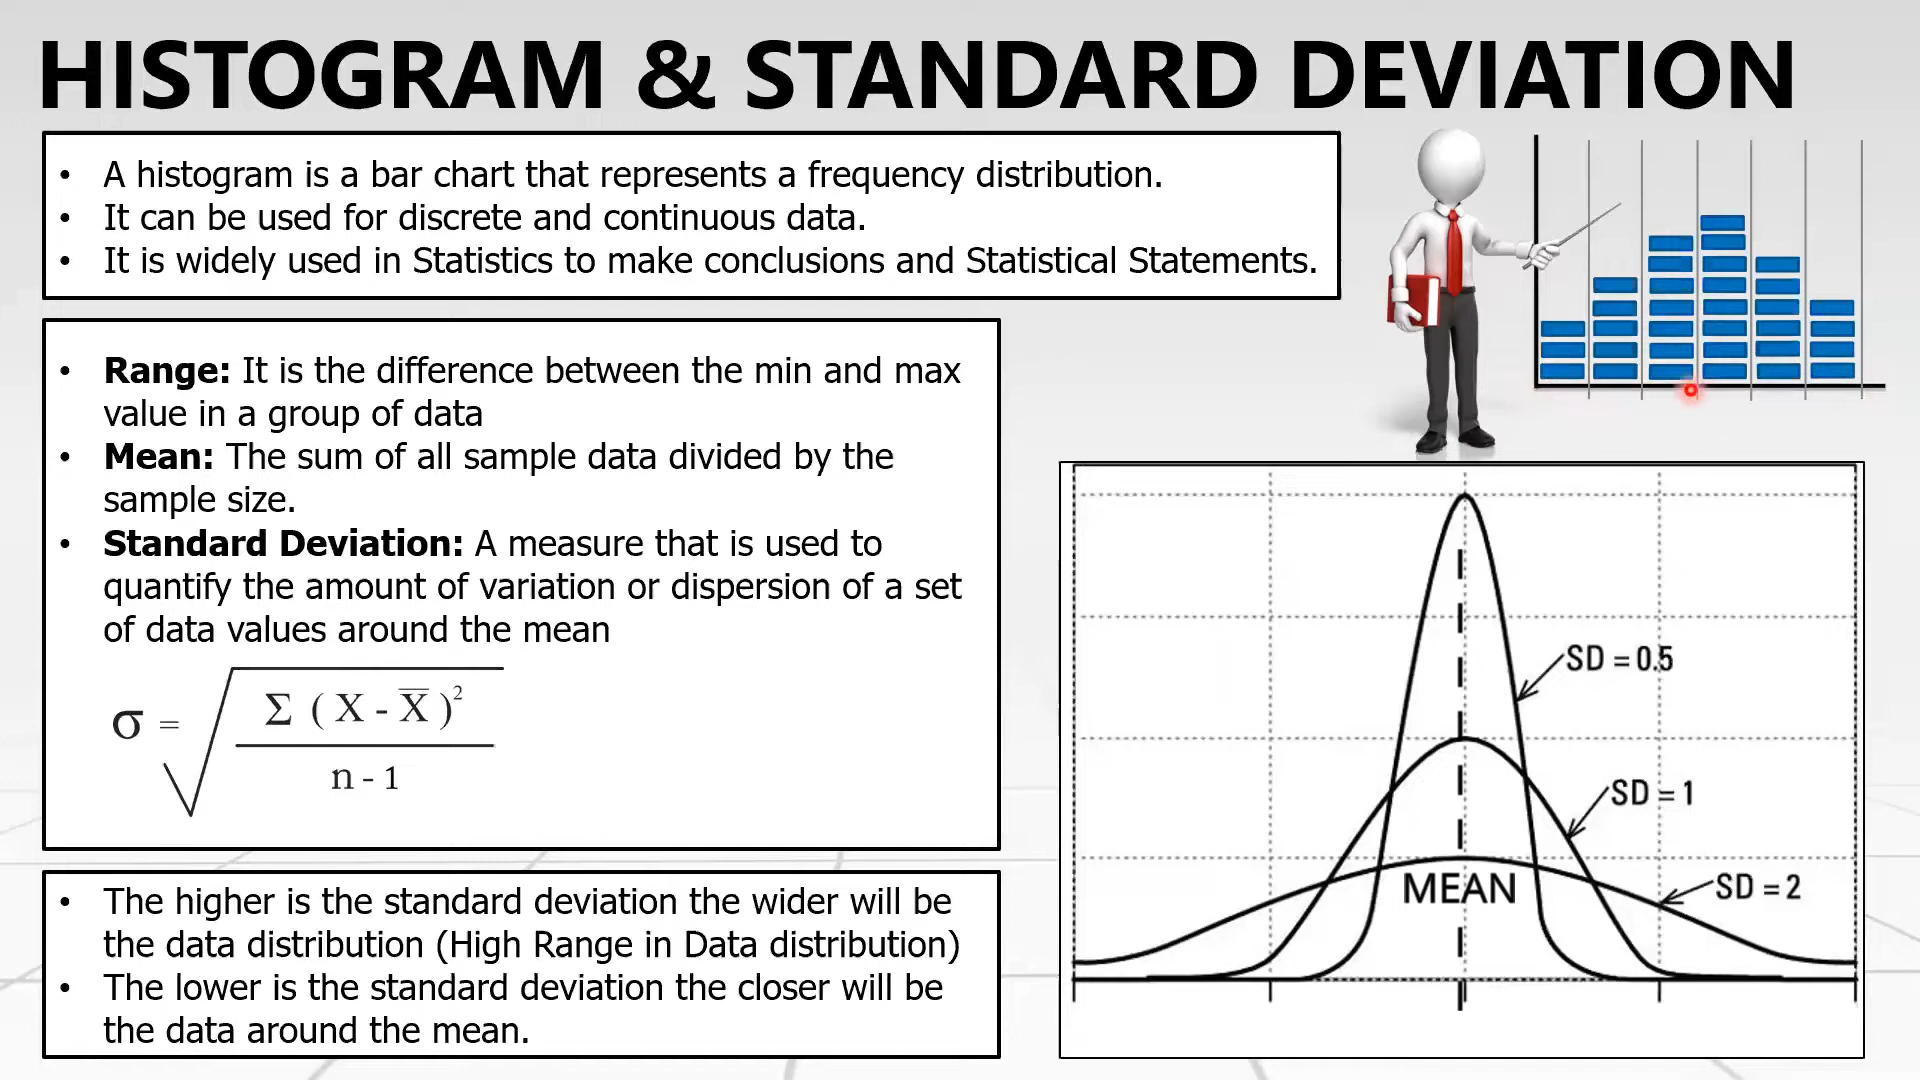 HISTOGRAM & STANDARD DEVIATION
• A histogram is a bar chart that represents a frequency distribution.
• It can be used for discrete and continuous data.
• It is widely used in Statistics to make conclusions and Statistical Statements.
• Range: It is the difference between the min and max
value in a group of data
• Mean: The sum of all sample data divided by the
sample size.
• Standard Deviation: A measure that is used to
quantify the amount of variation or dispersion of a set
of data values around the mean
σ = √ Σ ( X - X̅ )²
n - 1
• The higher is the standard deviation the wider will be
the data distribution (High Range in Data distribution)
• The lower is the standard deviation the closer will be
the data around the mean.
SD = 0.5
SD = 1
MEAN
SD = 2